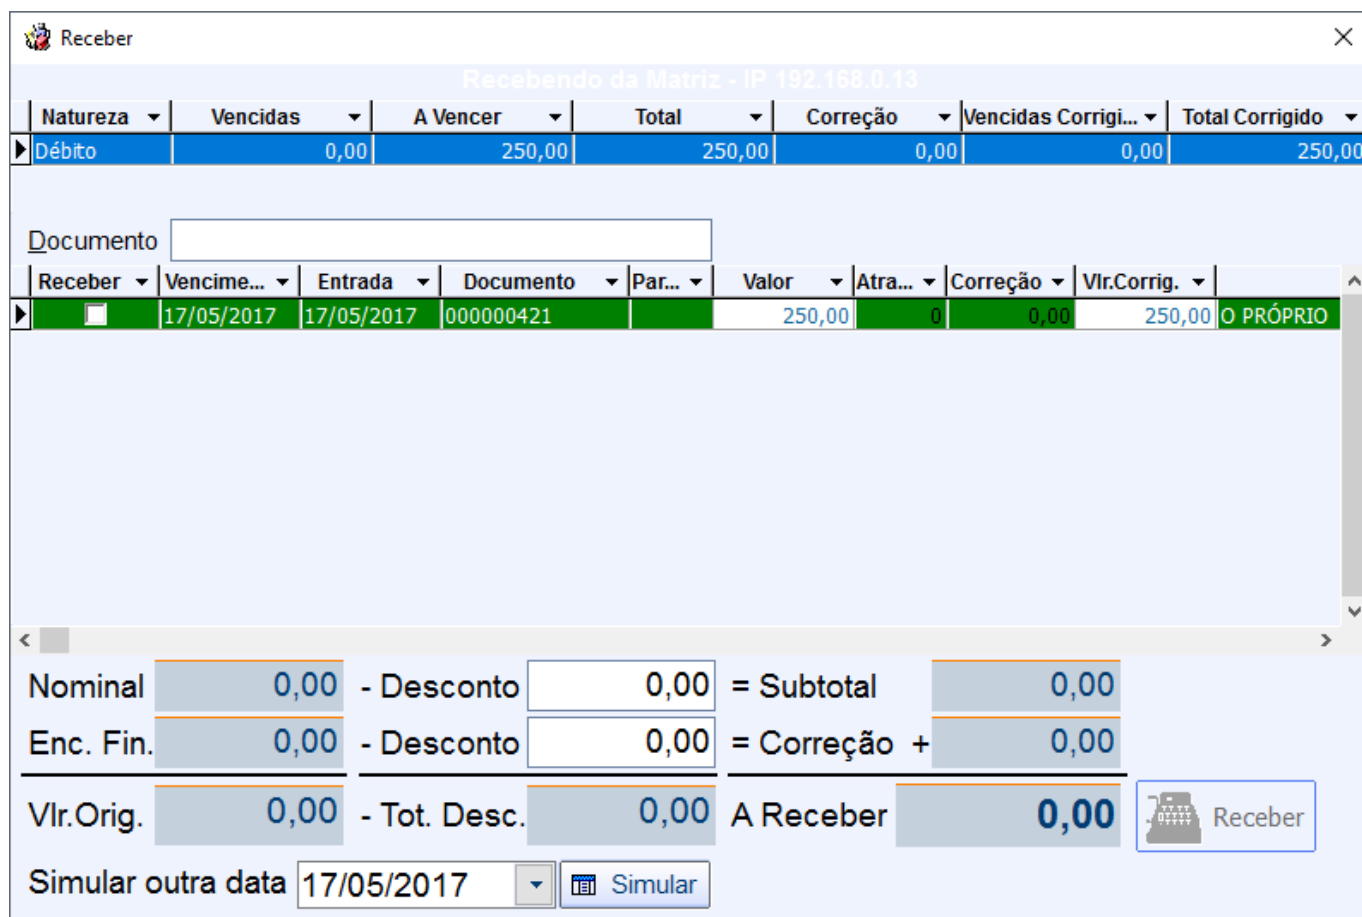 Receber
Recebendo da Matriz - IP 192.168.0.13
Natureza Vencidas A Vencer Total Correção Vencidas Corrigi... Total Corrigido
Débito 0,00 250,00 250,00 0,00 0,00 250,00
Documento
Receber Vencime... Entrada Documento Par... Valor Atra... Correção Vlr.Corrig.
17/05/2017 17/05/2017 000000421 250,00 0 0,00 250,00 O PRÓPRIO
Nominal 0,00 - Desconto 0,00 = Subtotal 0,00
Enc. Fin. 0,00 - Desconto 0,00 = Correção + 0,00
Vlr.Orig. 0,00 - Tot. Desc. 0,00 A Receber 0,00 Receber
Simular outra data 17/05/2017 Simular